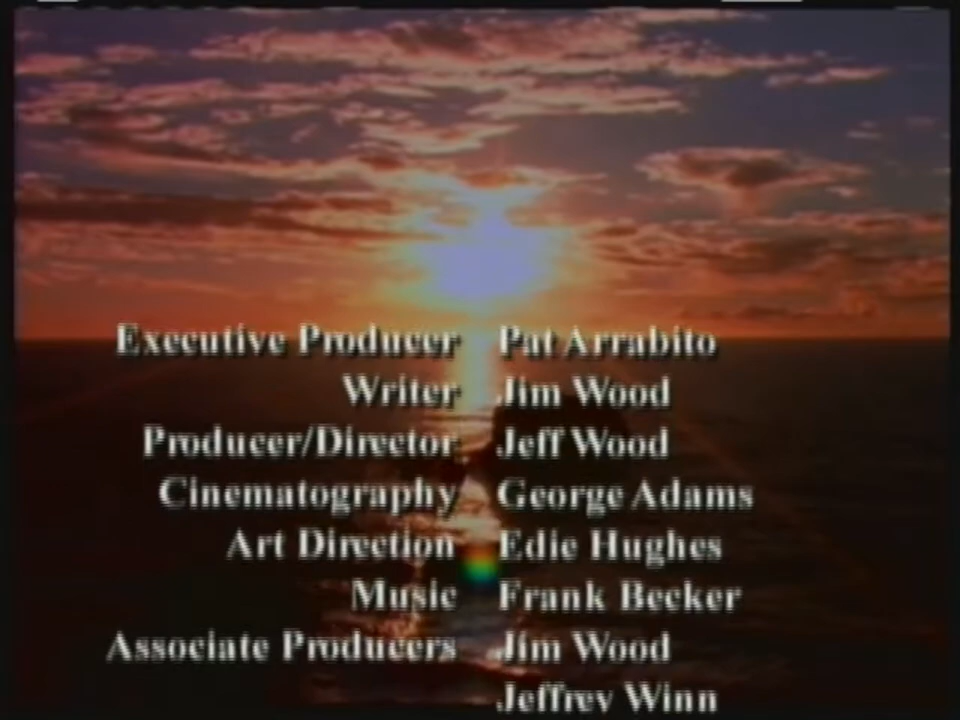 Executive Producer Pat Arrabito
Writer Jim Wood
Producer/Director Jeff Wood
Cinematography George Adams
Art Direction Edie Hughes
Music Frank Becker
Associate Producers Jim Wood
Jeffrey Winn